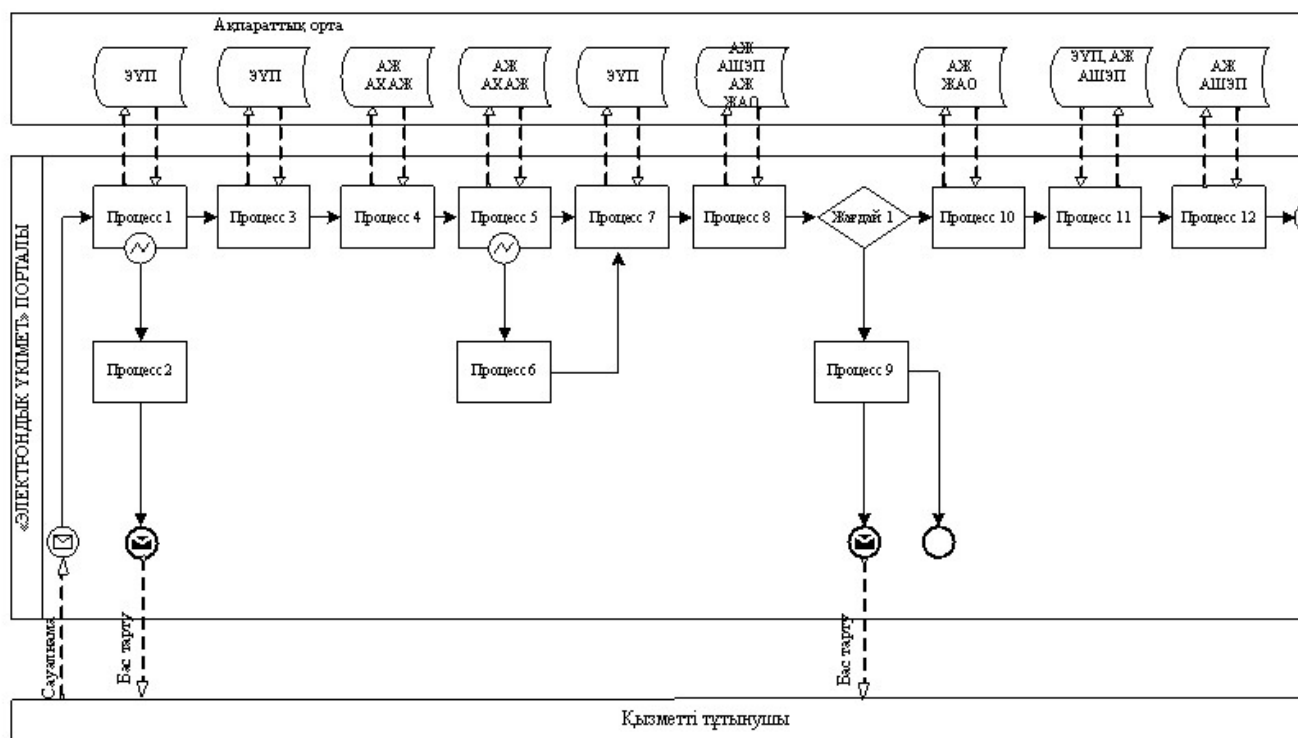 Ақпараттық орта
ЭҮП
ЭҮП
АЖ
АХАЖ
АЖ
АХАЖ
ЭҮП
АЖ
АШЭП
АЖ
ЖАО
АЖ
ЖАО
ЭҮП, АЖ
АШЭП
АЖ
АШЭП
«ЭЛЕКТРОНДЫК ҮКІМЕТ» ПОРТАЛЫ
Процесс 1
Процесс 3
Процесс 4
Процесс 5
Процесс 7
Процесс 8
Жағдай 1
Процесс 10
Процесс 11
Процесс 12
Процесс 2
Процесс 6
Процесс 9
Сауалнама
Бас тарту
Бас тарту
Қызметті тұтынушы